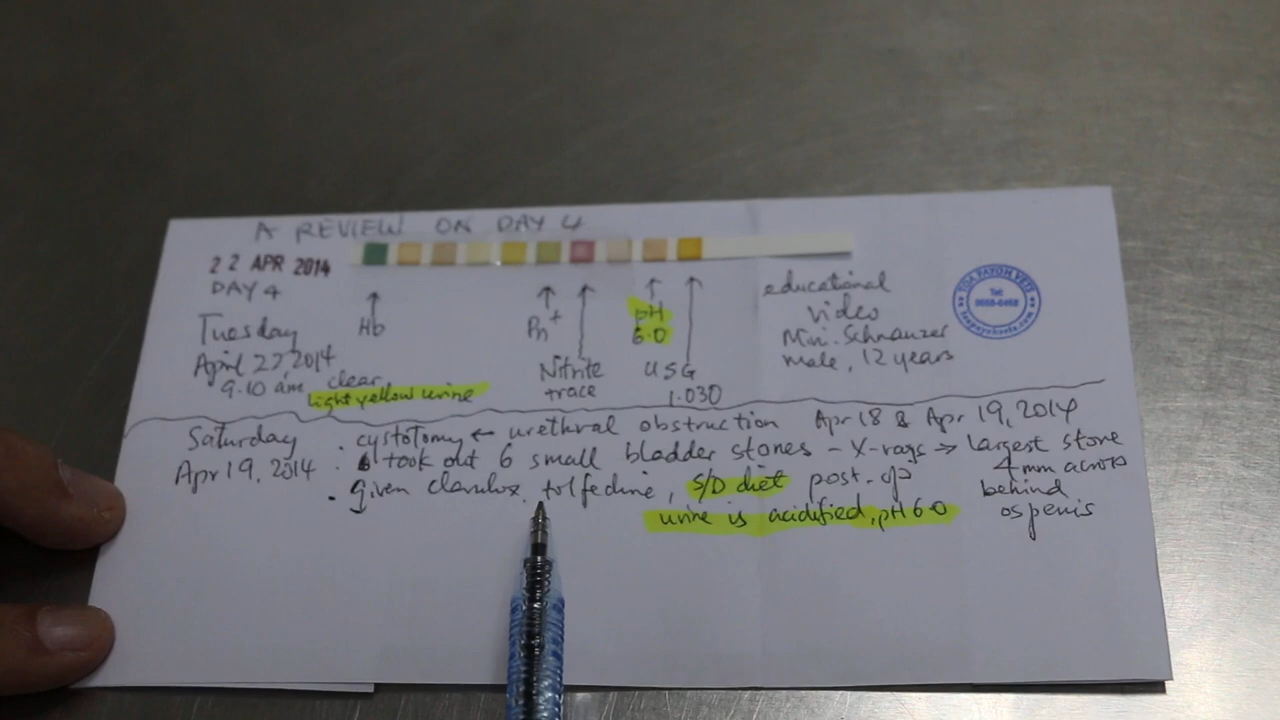 A REVIEW ON DAY 4
22 APR 2014
DAY 4
Tuesday
April 22, 2014
9.10 am clear
light yellow urine
Hb
Pn+
Nitrite
trace
pH
6.0
USG
1.030
educational
video
Mini. Schnauzer
male, 12 years
TOA PAYOH VETS
Tel:
toapayohvets.com
Saturday
Apr 19, 2014
. cystotomy ← urethral obstruction Apr 18 & Apr 19, 2014
. took out 6 small bladder stones - X-rays → largest stone
4mm across
behind
os penis
. given clavulox, tolfedine, S/D diet post-op
urine is acidified, pH 6.0